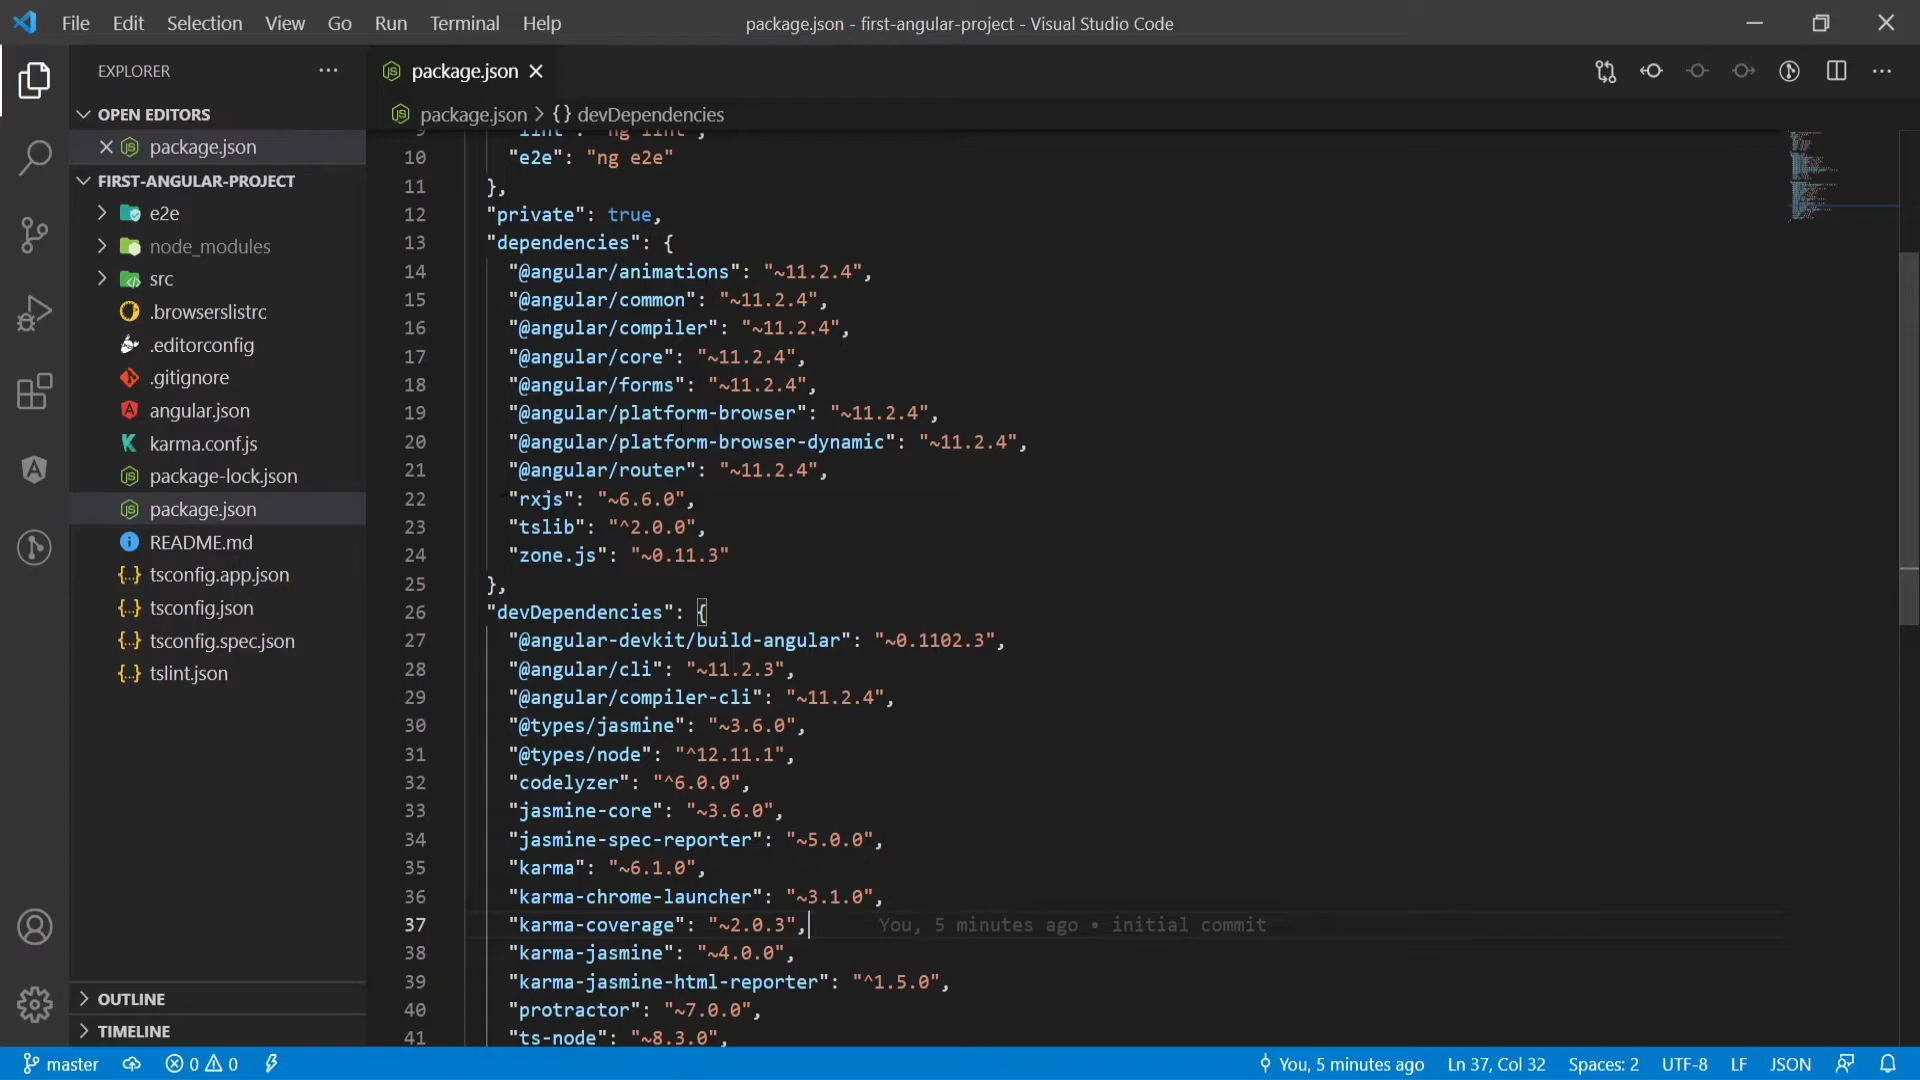 File Edit Selection View Go Run Terminal Help
package.json - first-angular-project - Visual Studio Code
EXPLORER
OPEN EDITORS
package.json
FIRST-ANGULAR-PROJECT
e2e
node_modules
src
.browserslistrc
.editorconfig
.gitignore
angular.json
karma.conf.js
package-lock.json
package.json
README.md
tsconfig.app.json
tsconfig.json
tsconfig.spec.json
tslint.json
OUTLINE
TIMELINE
package.json
package.json > {} devDependencies
9 "lint": "ng lint",
10 "e2e": "ng e2e"
11 },
12 "private": true,
13 "dependencies": {
14 "@angular/animations": "~11.2.4",
15 "@angular/common": "~11.2.4",
16 "@angular/compiler": "~11.2.4",
17 "@angular/core": "~11.2.4",
18 "@angular/forms": "~11.2.4",
19 "@angular/platform-browser": "~11.2.4",
20 "@angular/platform-browser-dynamic": "~11.2.4",
21 "@angular/router": "~11.2.4",
22 "rxjs": "~6.6.0",
23 "tslib": "^2.0.0",
24 "zone.js": "~0.11.3"
25 },
26 "devDependencies": {
27 "@angular-devkit/build-angular": "~0.1102.3",
28 "@angular/cli": "~11.2.3",
29 "@angular/compiler-cli": "~11.2.4",
30 "@types/jasmine": "~3.6.0",
31 "@types/node": "^12.11.1",
32 "codelyzer": "^6.0.0",
33 "jasmine-core": "~3.6.0",
34 "jasmine-spec-reporter": "~5.0.0",
35 "karma": "~6.1.0",
36 "karma-chrome-launcher": "~3.1.0",
37 "karma-coverage": "~2.0.3", You, 5 minutes ago • initial commit
38 "karma-jasmine": "~4.0.0",
39 "karma-jasmine-html-reporter": "^1.5.0",
40 "protractor": "~7.0.0",
41 "ts-node": "~8.3.0",
master 0 0 You, 5 minutes ago Ln 37, Col 32 Spaces: 2 UTF-8 LF JSON